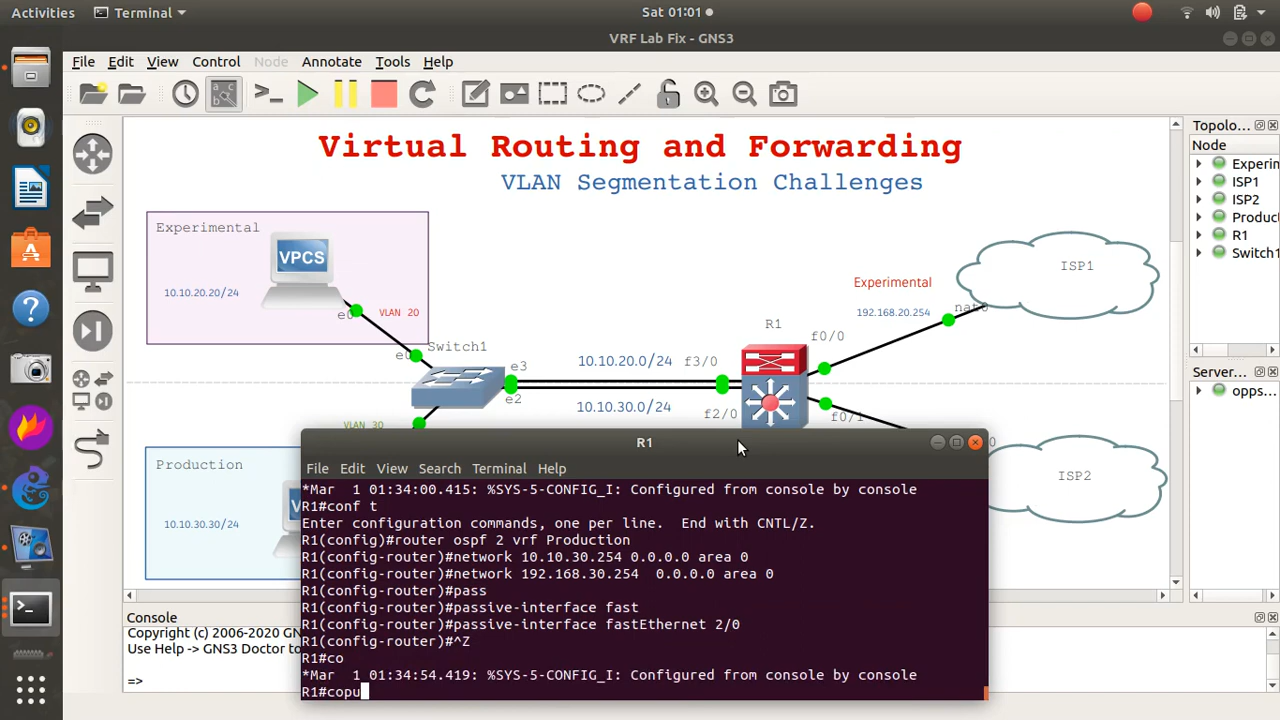 Activities
Terminal
Sat 01:01
VRF Lab Fix - GNS3
File Edit View Control Node Annotate Tools Help
Virtual Routing and Forwarding
VLAN Segmentation Challenges
Experimental
VPCS
10.10.20.20/24
VLAN 20
Switch1
e3
e2
10.10.20.0/24
10.10.30.0/24
f3/0
f2/0
R1
f0/0
f0/1
Experimental
192.168.20.254
nat0
ISP1
ISP2
VLAN 30
Production
10.10.30.30/24
Topolo...
Node
Experin
ISP1
ISP2
Produc
R1
Switch1
Server...
opps...
Console
Copyright (c) 2006-2020 GNS
Use Help -> GNS3 Doctor to
=>
R1
File Edit View Search Terminal Help
*Mar  1 01:34:00.415: %SYS-5-CONFIG_I: Configured from console by console
R1#conf t
Enter configuration commands, one per line.  End with CNTL/Z.
R1(config)#router ospf 2 vrf Production
R1(config-router)#network 10.10.30.254 0.0.0.0 area 0
R1(config-router)#network 192.168.30.254  0.0.0.0 area 0
R1(config-router)#pass
R1(config-router)#passive-interface fast
R1(config-router)#passive-interface fastEthernet 2/0
R1(config-router)#^Z
R1#co
*Mar  1 01:34:54.419: %SYS-5-CONFIG_I: Configured from console by console
R1#copu